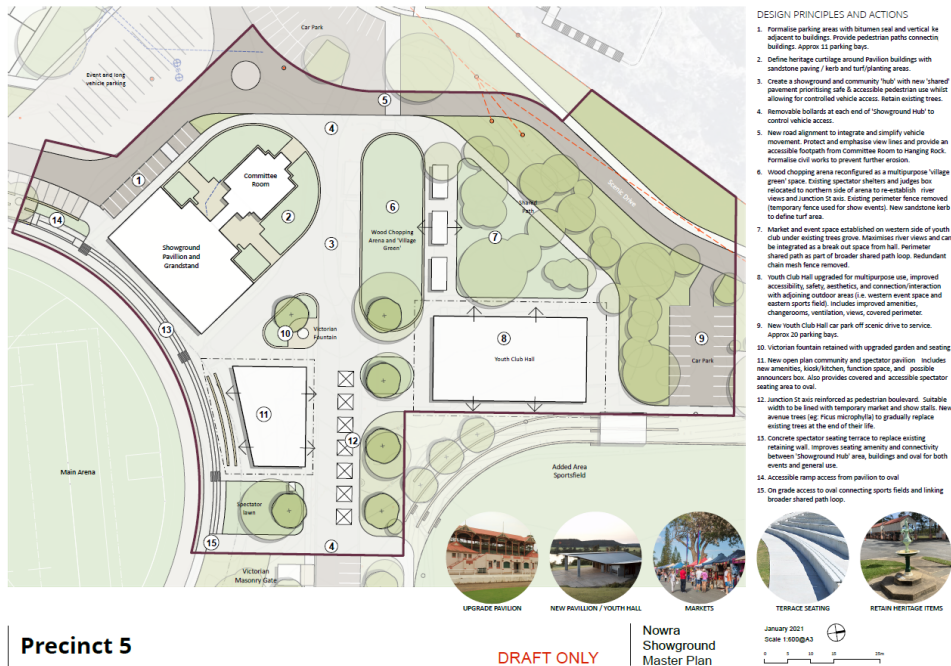 Car Park
Event and long
vehicle parking
Committee
Room
Showground
Pavilion and
Grandstand
Wood Chopping
Arena and 'Village
Green'
Shared
Path
Scenic Drive
Victorian
Fountain
Youth Club Hall
Car Park
Main Arena
Spectator
lawn
Added Area
Sportsfield
Victorian
Masonry Gate
1
2
3
4
5
6
7
8
9
10
11
12
13
14
15
4
DESIGN PRINCIPLES AND ACTIONS
1. Formalise parking areas with bitumen seal and vertical ke
adjacent to buildings. Provide pedestrian paths connectin
buildings. Approx 11 parking bays.
2. Define heritage curtilage around Pavilion buildings with
sandstone paving / kerb and turf/planting areas.
3. Create a showground and community 'hub' with new 'shared'
pavement prioritising safe & accessible pedestrian use whilst
allowing for controlled vehicle access. Retain existing trees.
4. Removable bollards at each end of 'Showground Hub' to
control vehicle access.
5. New road alignment to integrate and simplify vehicle
movement. Protect and emphasise view lines and provide an
accessible footpath from Committee Room to Hanging Rock.
Formalise civil works to prevent further erosion.
6. Wood chopping arena reconfigured as a multipurpose 'village
green' space. Existing spectator shelters and judges box
relocated to northern side of arena to re-establish river
views and Junction St axis. Existing perimeter fence removed
(temporary fence used for show events). New sandstone kerb
to define turf area.
7. Market and event space established on western side of youth
club under existing trees grove. Maximises river views and can
be integrated as a break out space from hall. Perimeter
shared path as part of broader shared path loop. Redundant
chain mesh fence removed.
8. Youth Club Hall upgraded for multipurpose use, improved
accessibility, safety, aesthetics, and connection/interaction
with adjoining outdoor areas (i.e. western event space and
eastern sports field). Includes improved amenities,
changerooms, ventilation, views, covered perimeter.
9. New Youth Club Hall car park off scenic drive to service.
Approx 20 parking bays.
10. Victorian fountain retained with upgraded garden and seating
11. New open plan community and spectator pavilion Includes
new amenities, kiosk/kitchen, function space, and possible
announcers box. Also provides covered and accessible spectator
seating area to oval.
12. Junction St axis reinforced as pedestrian boulevard. Suitable
width to be lined with temporary market and show stalls. New
avenue trees (eg: Ficus microphylla) to gradually replace
existing trees at the end of their life.
13. Concrete spectator seating terrace to replace existing
retaining wall. Improves seating amenity and connectivity
between 'Showground Hub' area, buildings and oval for both
events and general use.
14. Accessible ramp access from pavilion to oval
15. On grade access to oval connecting sports fields and linking
broader shared path loop.
UPGRADE PAVILION
NEW PAVILLION / YOUTH HALL
MARKETS
TERRACE SEATING
RETAIN HERITAGE ITEMS
Precinct 5
DRAFT ONLY
Nowra
Showground
Master Plan
January 2021
Scale 1:600@A3
0 5 10 15 20m